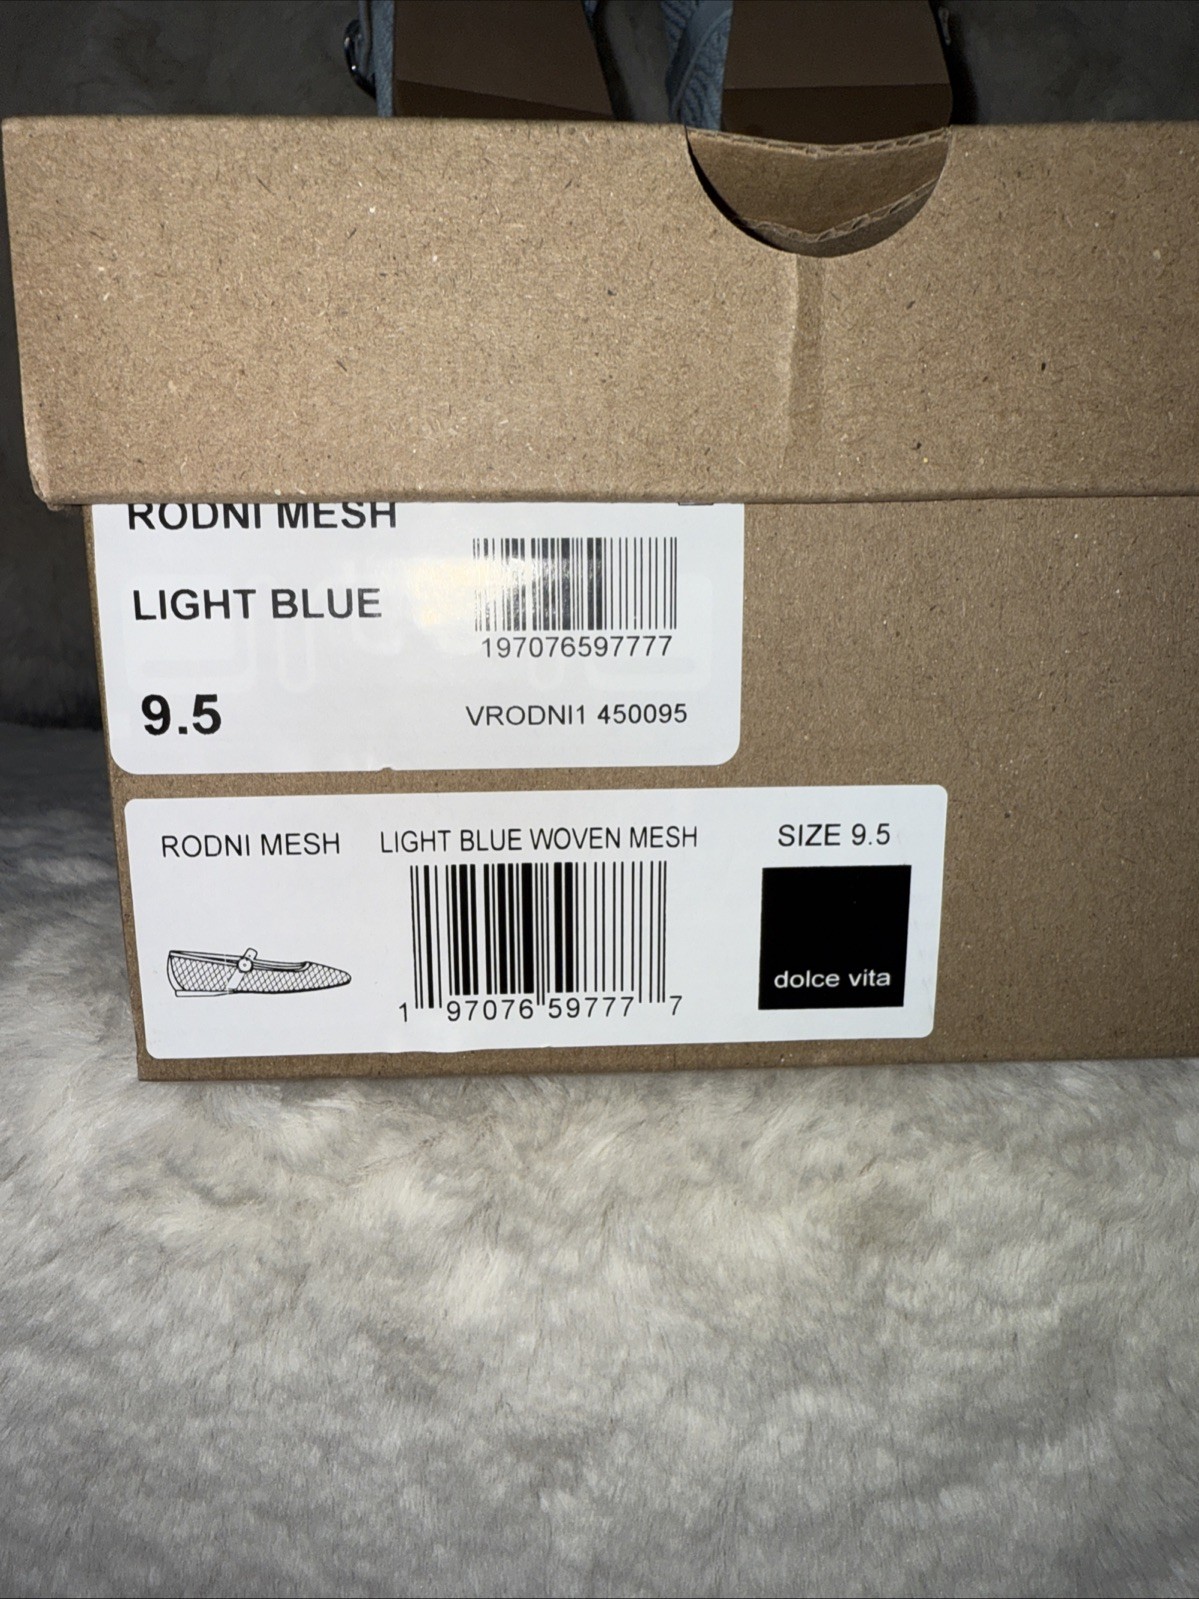 RODNI MESH
LIGHT BLUE
197076597777
9.5
VRODNI1 450095
RODNI MESH
LIGHT BLUE WOVEN MESH
SIZE 9.5
dolce vita
1 97076 59777 7